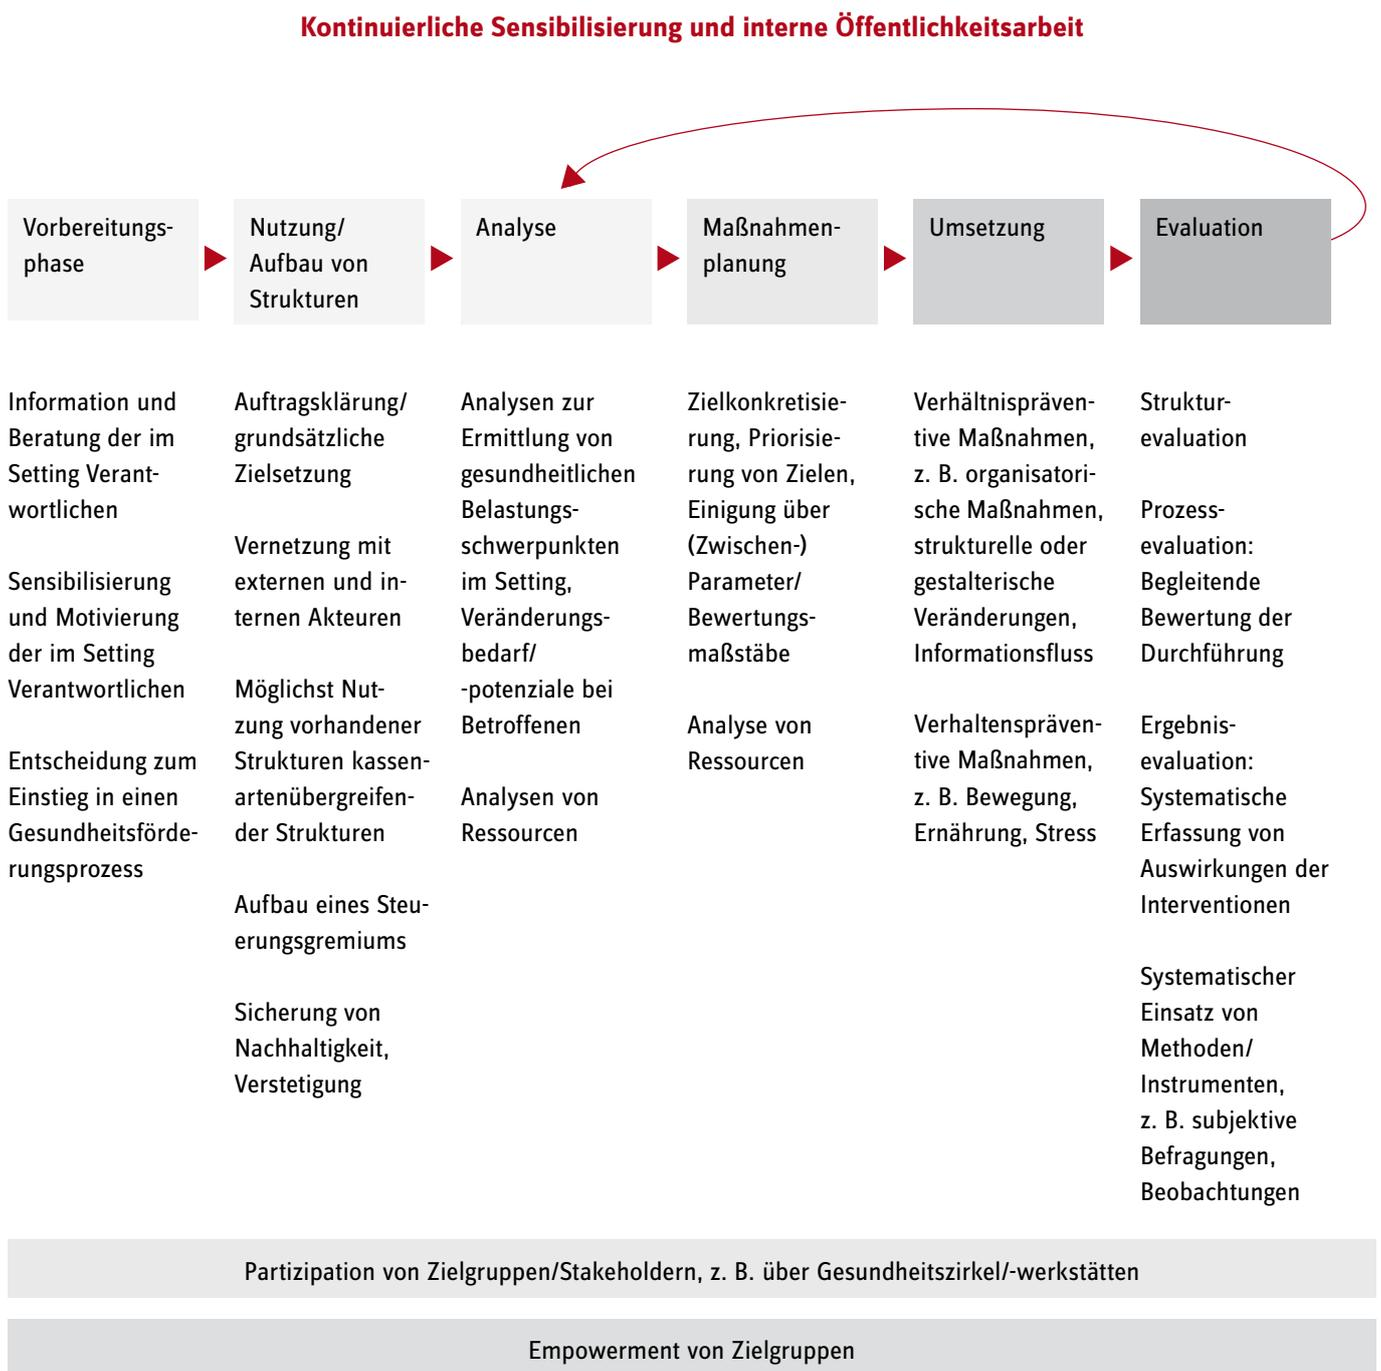 Kontinuierliche Sensibilisierung und interne Öffentlichkeitsarbeit
Vorbereitungs-
phase
Nutzung/
Aufbau von
Strukturen
Analyse
Maßnahmen-
planung
Umsetzung
Evaluation
Information und
Beratung der im
Setting Verant-
wortlichen
Sensibilisierung
und Motivierung
der im Setting
Verantwortlichen
Entscheidung zum
Einstieg in einen
Gesundheitsförde-
rungsprozess
Auftragsklärung/
grundsätzliche
Zielsetzung
Vernetzung mit
externen und in-
ternen Akteuren
Möglichst Nut-
zung vorhandener
Strukturen kassen-
artenübergreifen-
der Strukturen
Aufbau eines Steu-
erungsgremiums
Sicherung von
Nachhaltigkeit,
Verstetigung
Analysen zur
Ermittlung von
gesundheitlichen
Belastungs-
schwerpunkten
im Setting,
Veränderungs-
bedarf/
-potenziale bei
Betroffenen
Analysen von
Ressourcen
Zielkonkretisie-
rung, Priorisie-
rung von Zielen,
Einigung über
(Zwischen-)
Parameter/
Bewertungs-
maßstäbe
Analyse von
Ressourcen
Verhältnispräven-
tive Maßnahmen,
z. B. organisatori-
sche Maßnahmen,
strukturelle oder
gestalterische
Veränderungen,
Informationsfluss
Verhaltenspräven-
tive Maßnahmen,
z. B. Bewegung,
Ernährung, Stress
Struktur-
evaluation
Prozess-
evaluation:
Begleitende
Bewertung der
Durchführung
Ergebnis-
evaluation:
Systematische
Erfassung von
Auswirkungen der
Interventionen
Systematischer
Einsatz von
Methoden/
Instrumenten,
z. B. subjektive
Befragungen,
Beobachtungen
Partizipation von Zielgruppen/Stakeholdern, z. B. über Gesundheitszirkel/-werkstätten
Empowerment von Zielgruppen